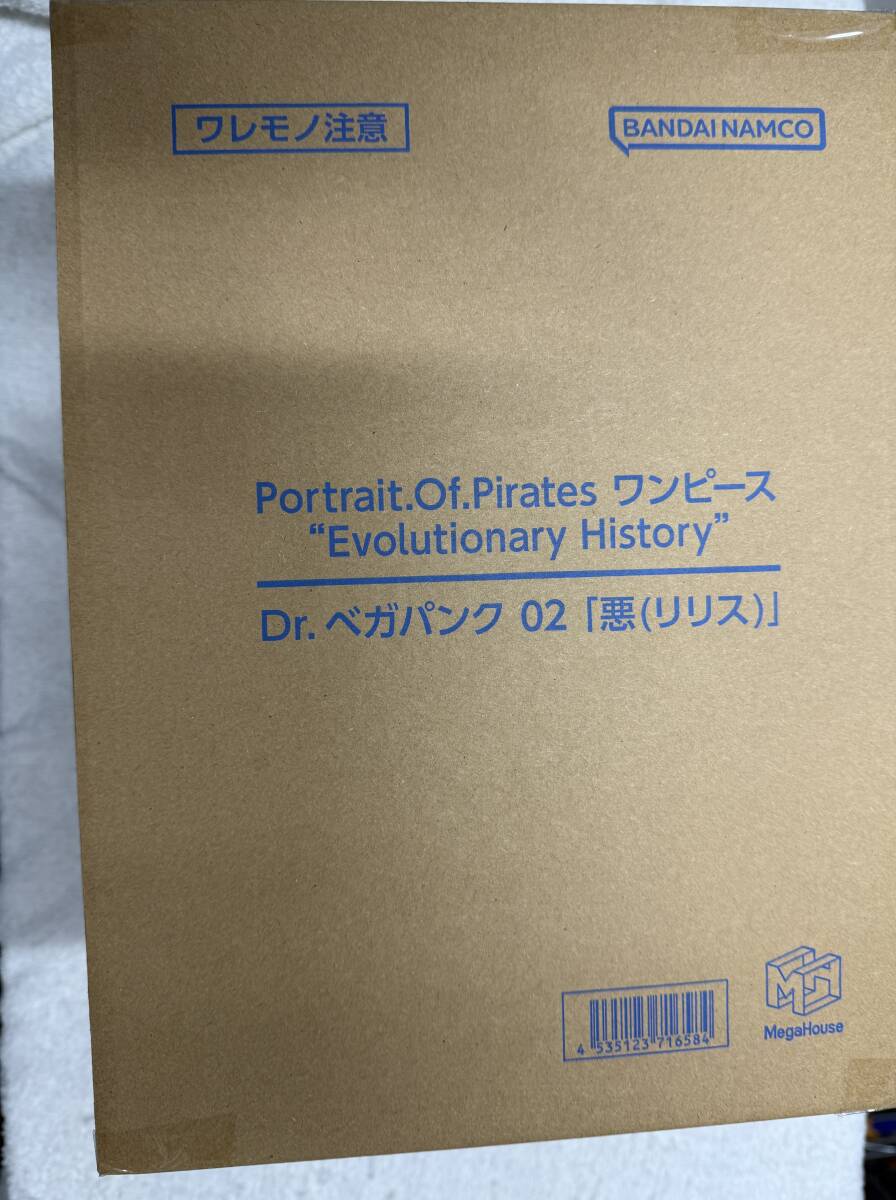 ワレモノ注意
BANDAI NAMCO
Portrait.Of.Pirates ワンピース
“Evolutionary History”
Dr. ベガパンク 02 「悪(リリス)」
4 535123 716584
MegaHouse